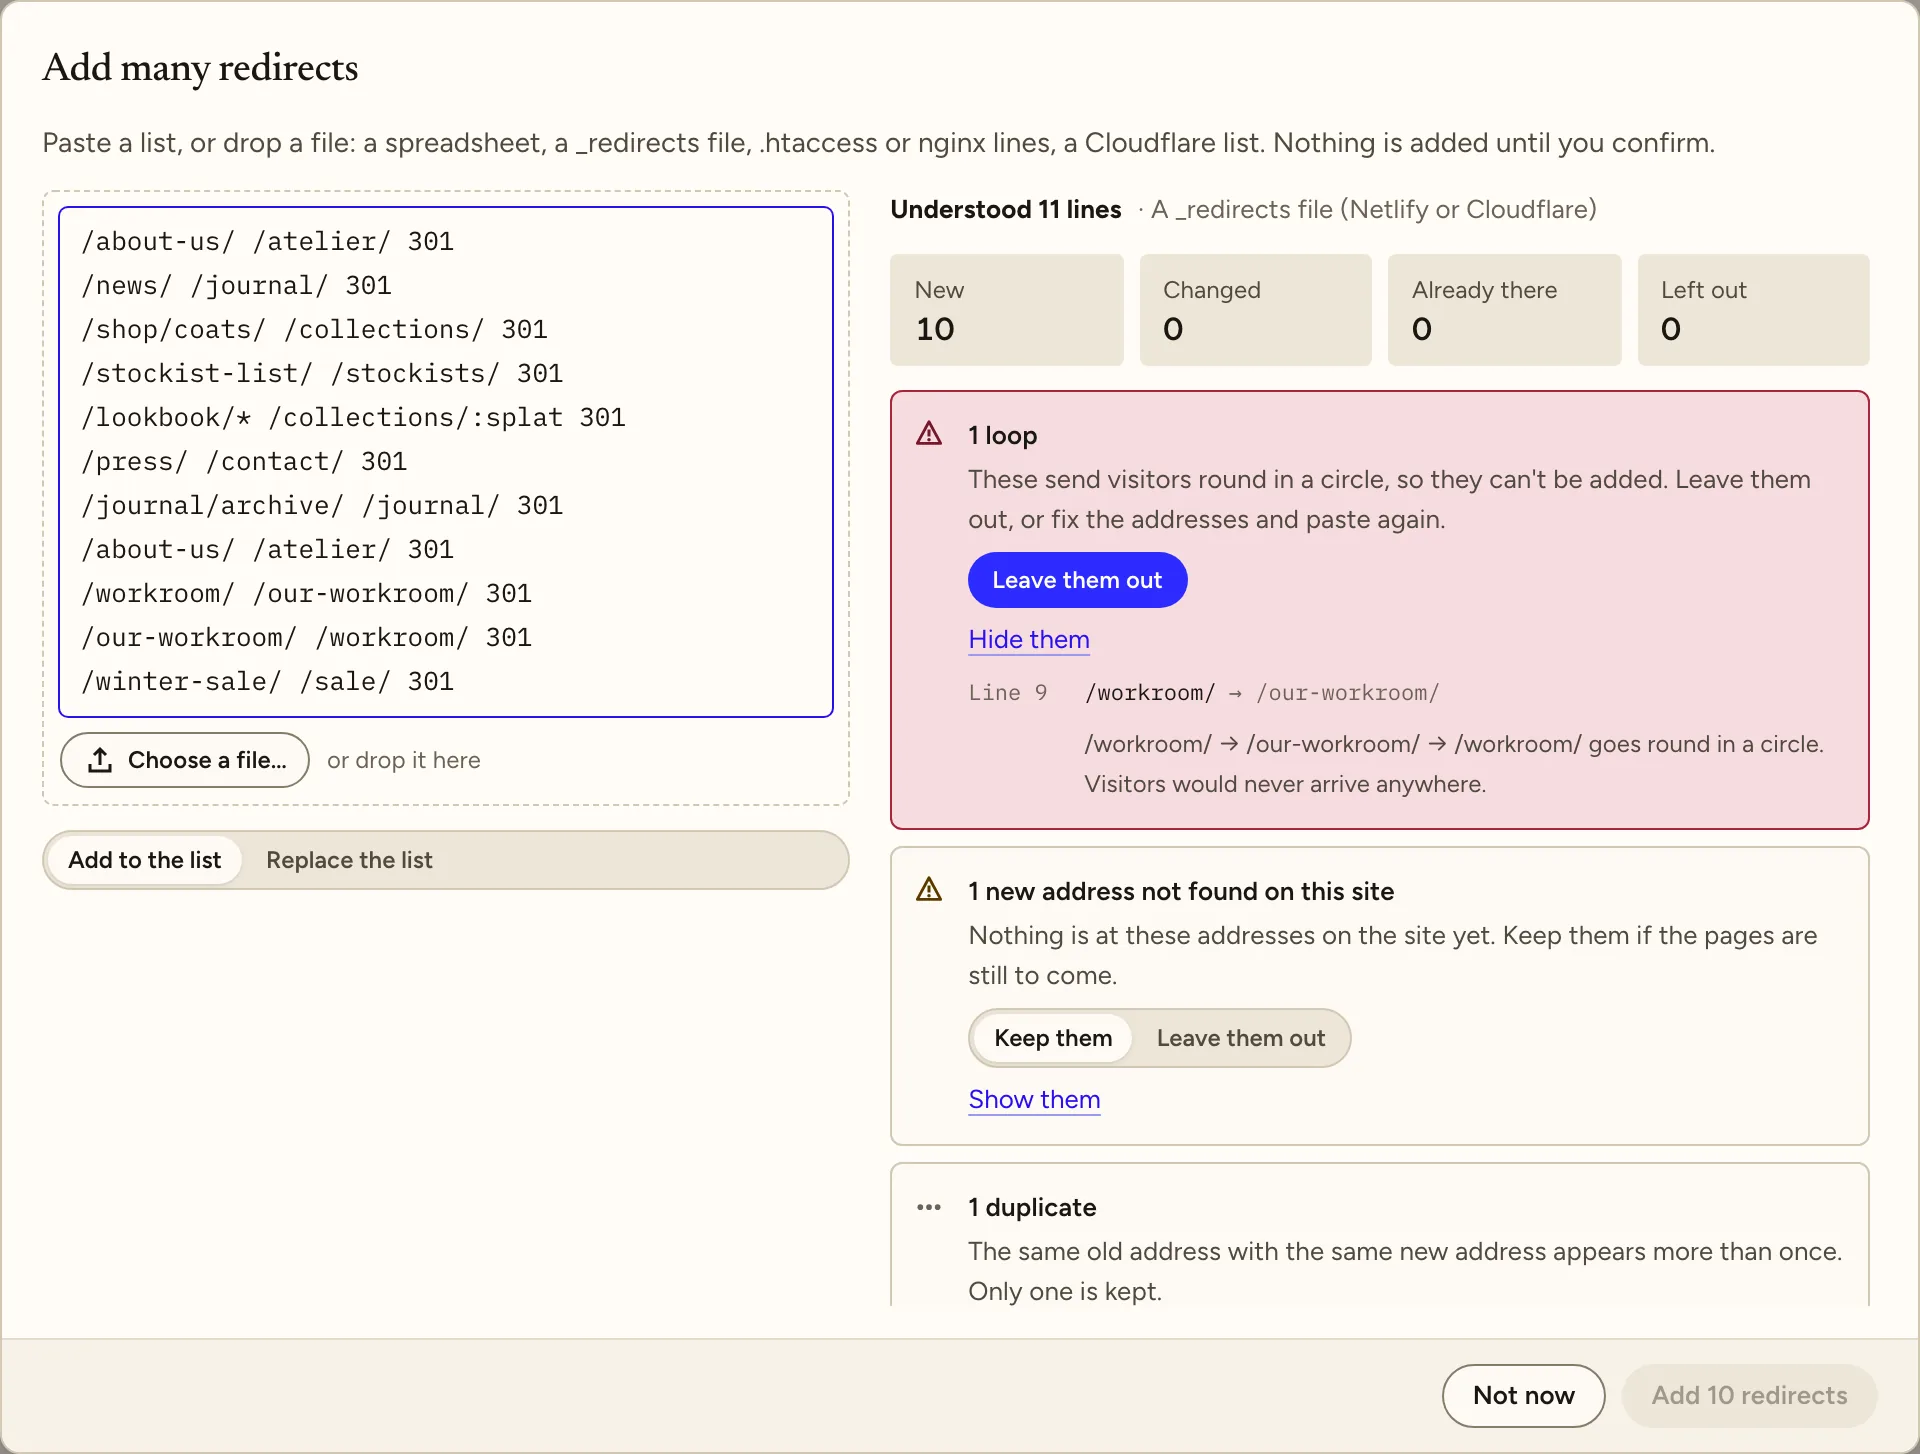 Add many redirects
Paste a list, or drop a file: a spreadsheet, a _redirects file, .htaccess or nginx lines, a Cloudflare list. Nothing is added until you confirm.
/about-us/ /atelier/ 301
/news/ /journal/ 301
/shop/coats/ /collections/ 301
/stockist-list/ /stockists/ 301
/lookbook/* /collections/:splat 301
/press/ /contact/ 301
/journal/archive/ /journal/ 301
/about-us/ /atelier/ 301
/workroom/ /our-workroom/ 301
/our-workroom/ /workroom/ 301
/winter-sale/ /sale/ 301
Choose a file... or drop it here
Add to the list Replace the list
Understood 11 lines · A _redirects file (Netlify or Cloudflare)
New Changed Already there Left out
10 0 0 0
1 loop
These send visitors round in a circle, so they can't be added. Leave them
out, or fix the addresses and paste again.
Leave them out
Hide them
Line 9 /workroom/ → /our-workroom/
/workroom/ → /our-workroom/ → /workroom/ goes round in a circle.
Visitors would never arrive anywhere.
1 new address not found on this site
Nothing is at these addresses on the site yet. Keep them if the pages are
still to come.
Keep them Leave them out
Show them
1 duplicate
The same old address with the same new address appears more than once.
Only one is kept.
Not now Add 10 redirects